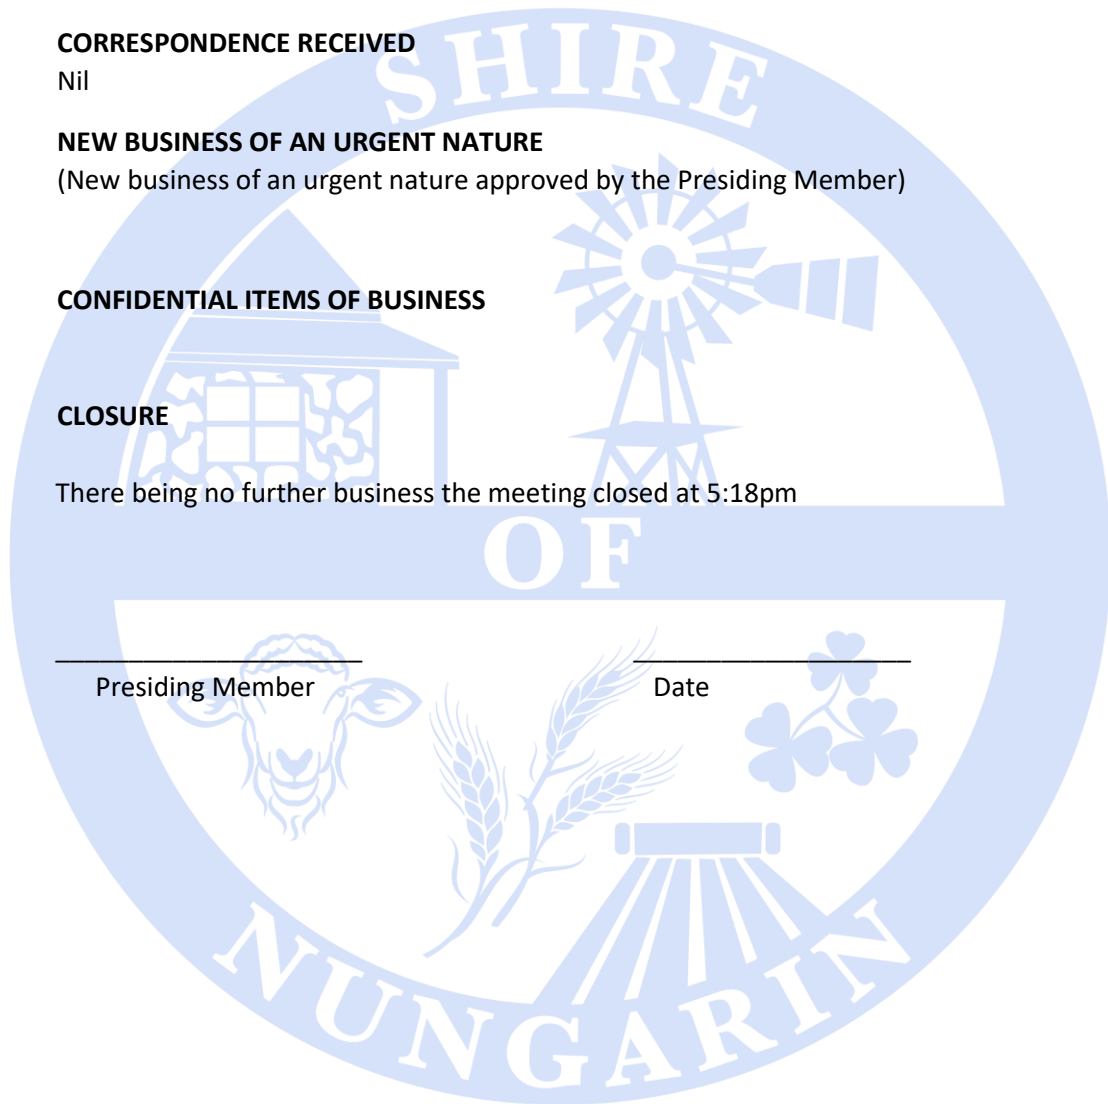 CORRESPONDENCE RECEIVED
Nil
NEW BUSINESS OF AN URGENT NATURE
(New business of an urgent nature approved by the Presiding Member)
CONFIDENTIAL ITEMS OF BUSINESS
CLOSURE
There being no further business the meeting closed at 5:18pm
Presiding Member Date
SHIRE
OF
NUNGARIN